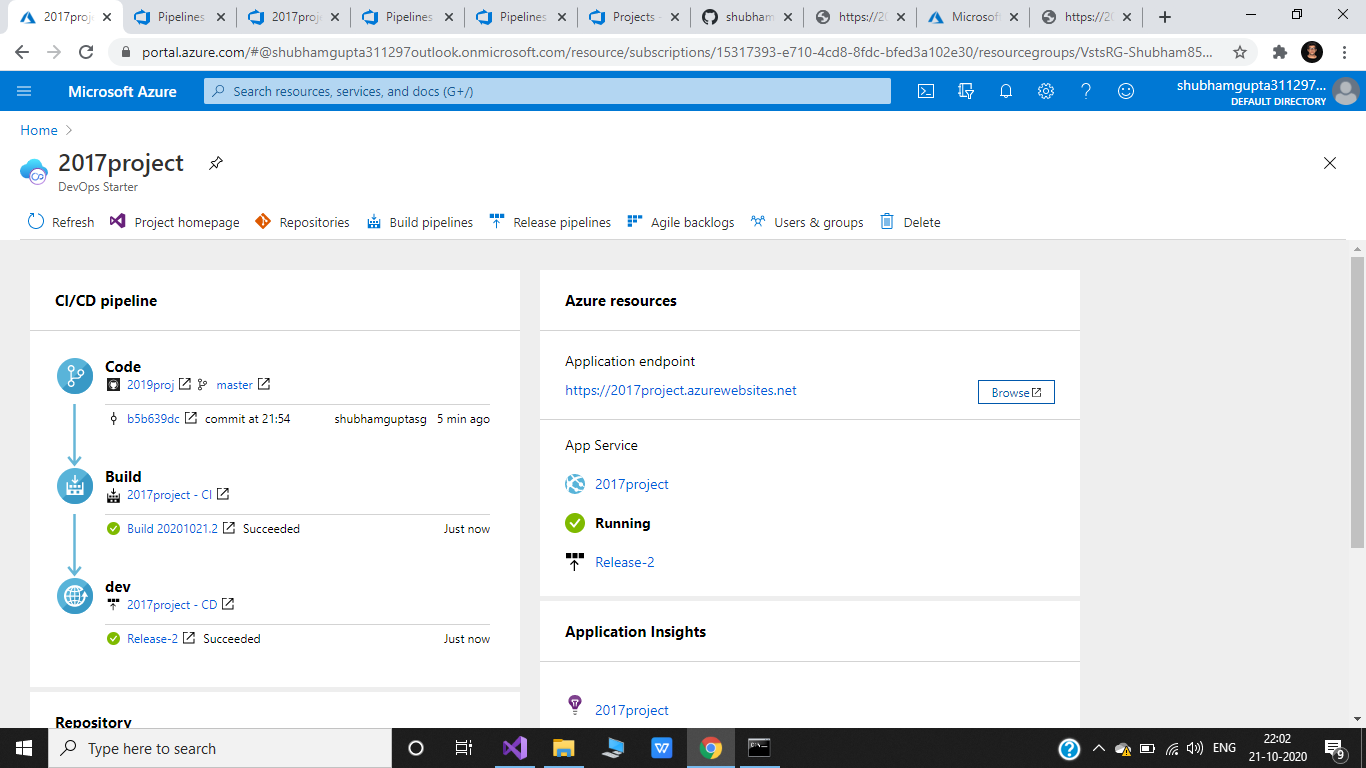 2017proj Pipelines 2017proj Pipelines Pipelines Projects - shubham https://20 Microsoft https://20
portal.azure.com/#@shubhamgupta311297outlook.onmicrosoft.com/resource/subscriptions/15317393-e710-4cd8-8fdc-bfed3a102e30/resourcegroups/VstsRG-Shubham85...
Microsoft Azure
Search resources, services, and docs (G+/)
shubhamgupta311297...
DEFAULT DIRECTORY
Home
2017project
DevOps Starter
Refresh Project homepage Repositories Build pipelines Release pipelines Agile backlogs Users & groups Delete
CI/CD pipeline
Code
2019proj master
b5b639dc commit at 21:54 shubhamguptasg 5 min ago
Build
2017project - CI
Build 20201021.2 Succeeded Just now
dev
2017project - CD
Release-2 Succeeded Just now
Repository
Azure resources
Application endpoint
https://2017project.azurewebsites.net Browse
App Service
2017project
Running
Release-2
Application Insights
2017project
Type here to search
ENG
22:02
21-10-2020
9